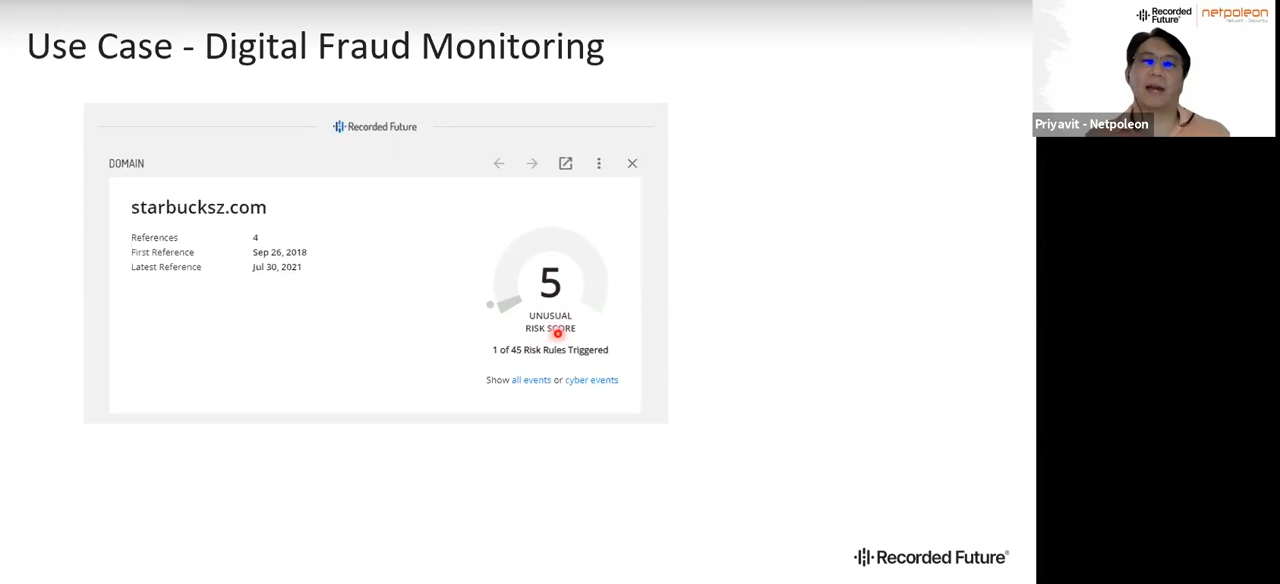 Use Case - Digital Fraud Monitoring
Recorded Future
DOMAIN
starbucksz.com
References 4
First Reference Sep 26, 2018
Latest Reference Jul 30, 2021
5
UNUSUAL
RISK SCORE
1 of 45 Risk Rules Triggered
Show all events or cyber events
Recorded Future®
Recorded Future®
netpoleon
Network · Security
Priyavit - Netpoleon